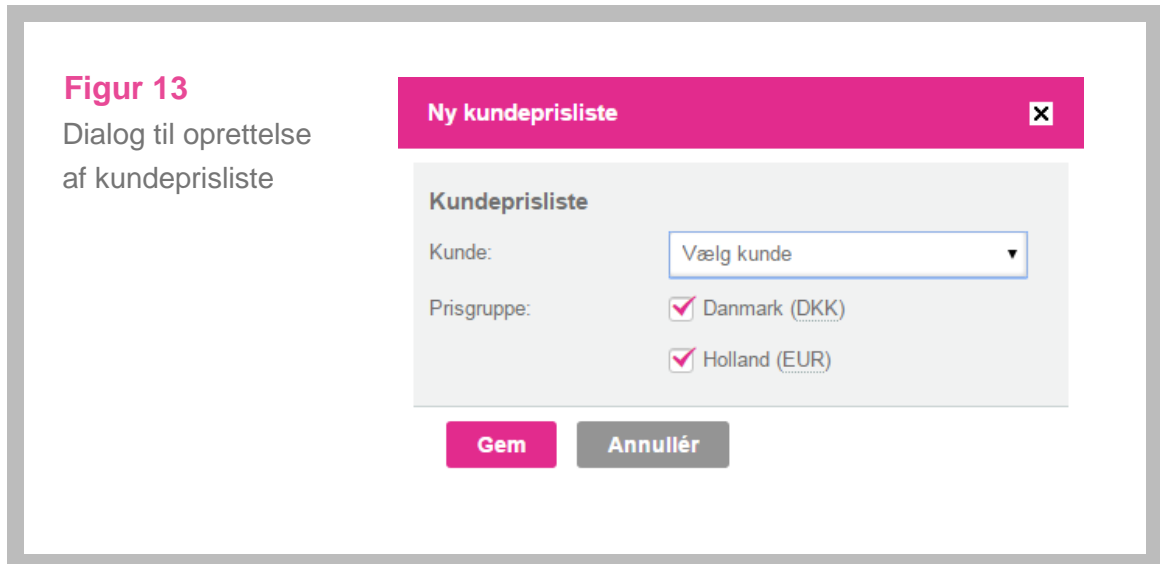 Figur 13
Dialog til oprettelse
af kundeprisliste
Ny kundeprisliste
Kundeprisliste
Kunde: Vælg kunde
Prisgruppe: Danmark (DKK)
Holland (EUR)
Gem Annullér